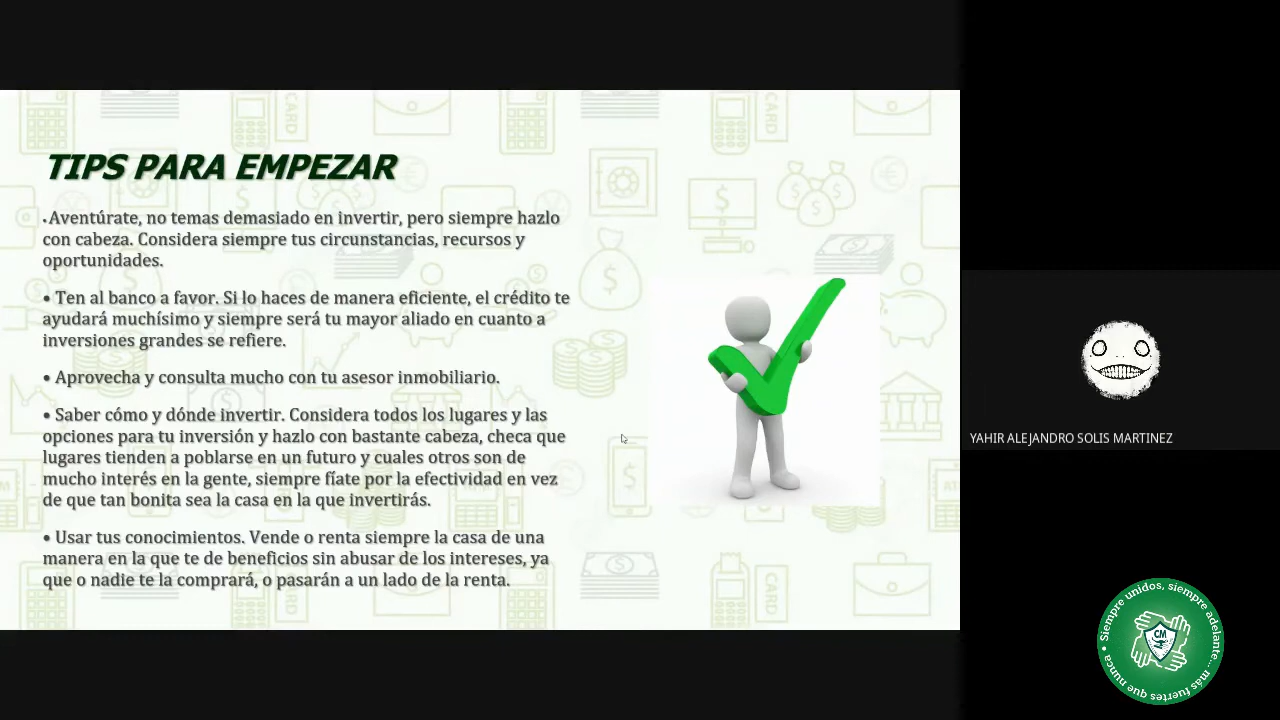 TIPS PARA EMPEZAR
• Aventúrate, no temas demasiado en invertir, pero siempre hazlo
con cabeza. Considera siempre tus circunstancias, recursos y
oportunidades.
• Ten al banco a favor. Si lo haces de manera eficiente, el crédito te
ayudará muchísimo y siempre será tu mayor aliado en cuanto a
inversiones grandes se refiere.
• Aprovecha y consulta mucho con tu asesor inmobiliario.
• Saber cómo y dónde invertir. Considera todos los lugares y las
opciones para tu inversión y hazlo con bastante cabeza, checa que
lugares tienden a poblarse en un futuro y cuales otros son de
mucho interés en la gente, siempre fíate por la efectividad en vez
de que tan bonita sea la casa en la que invertirás.
• Usar tus conocimientos. Vende o renta siempre la casa de una
manera en la que te de beneficios sin abusar de los intereses, ya
que o nadie te la comprará, o pasarán a un lado de la renta.
CARD
CARD
CARD
CARD
YAHIR ALEJANDRO SOLIS MARTINEZ
• Siempre unidos, siempre adelante... más fuertes que nunca
CM